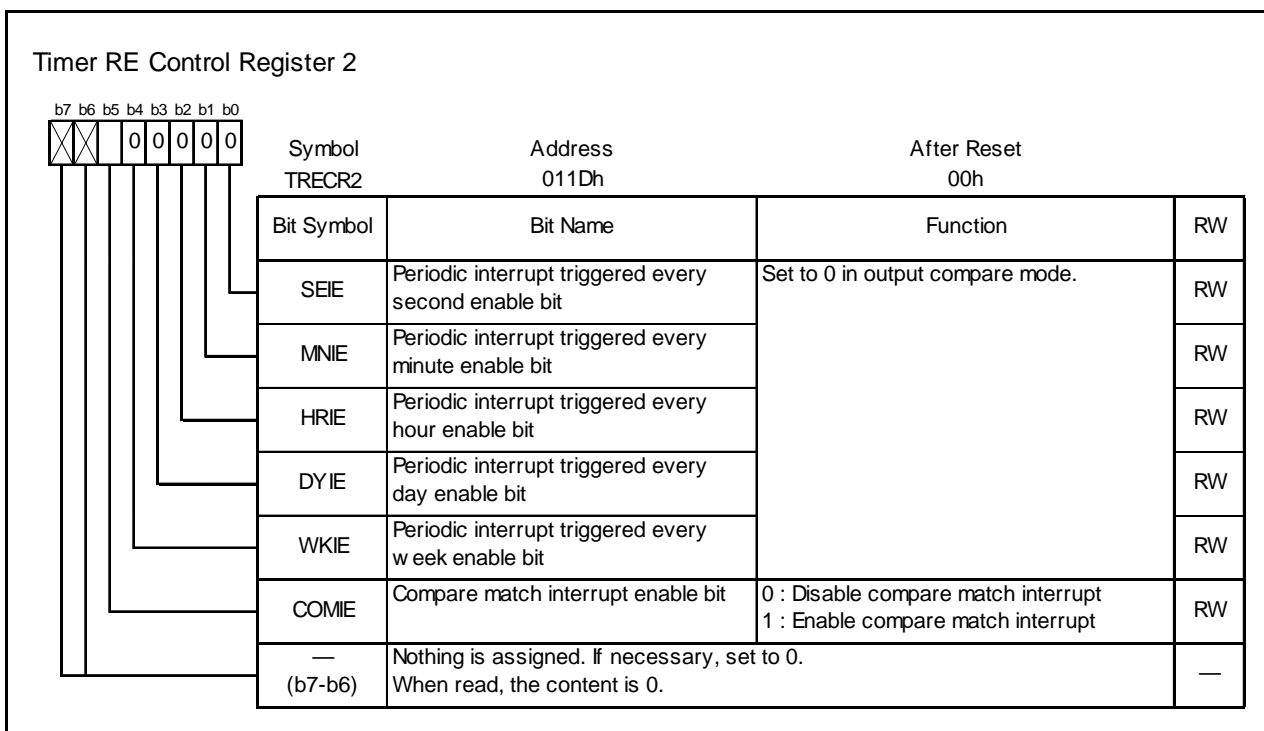 Timer RE Control Register 2
b7 b6 b5 b4 b3 b2 b1 b0
0 0 0 0 0
Symbol Address After Reset
TRECR2 011Dh 00h
Bit Symbol Bit Name Function RW
SEIE Periodic interrupt triggered every second enable bit Set to 0 in output compare mode. RW
MNIE Periodic interrupt triggered every minute enable bit RW
HRIE Periodic interrupt triggered every hour enable bit RW
DYIE Periodic interrupt triggered every day enable bit RW
WKIE Periodic interrupt triggered every week enable bit RW
COMIE Compare match interrupt enable bit 0 : Disable compare match interrupt
1 : Enable compare match interrupt RW
— Nothing is assigned. If necessary, set to 0.
(b7-b6) When read, the content is 0. —